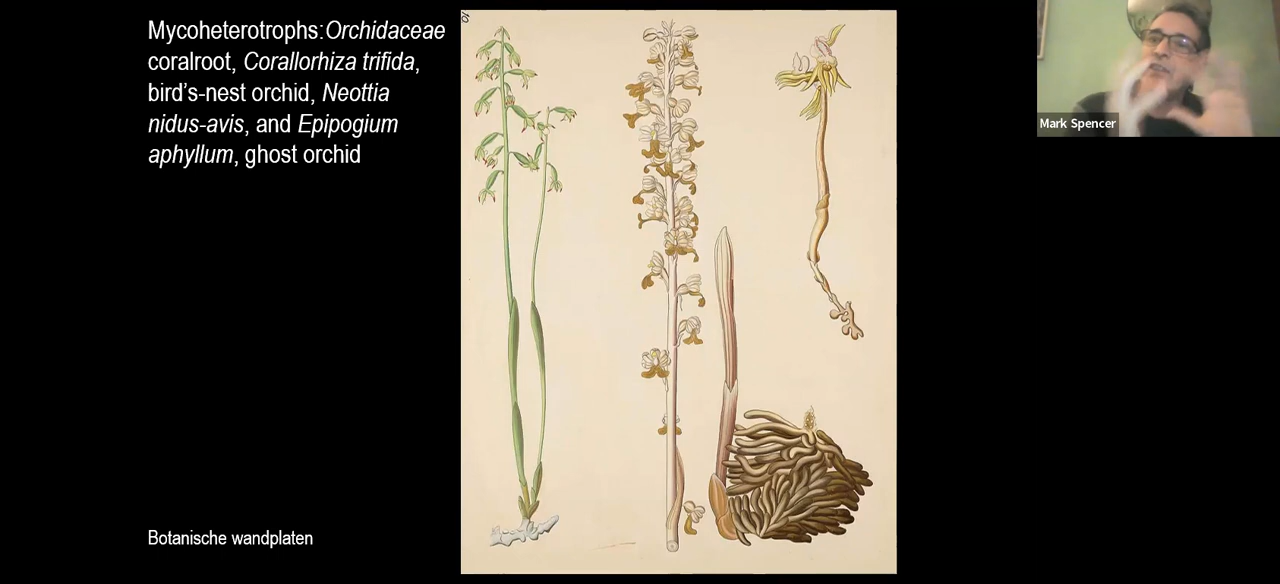 Mycoheterotrophs: Orchidaceae
coralroot, Corallorhiza trifida,
bird's-nest orchid, Neottia
nidus-avis, and Epipogium
aphyllum, ghost orchid
10
Mark Spencer
Botanische wandplaten